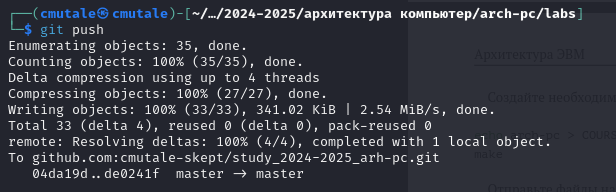 ┌──(cmutale㉿cmutale)-[~/…/2024-2025/архитектура компьютер/arch-pc/labs]
└─$ git push
Enumerating objects: 35, done.
Counting objects: 100% (35/35), done.
Delta compression using up to 4 threads
Compressing objects: 100% (27/27), done.
Writing objects: 100% (33/33), 341.02 KiB | 2.54 MiB/s, done.
Total 33 (delta 4), reused 0 (delta 0), pack-reused 0
remote: Resolving deltas: 100% (4/4), completed with 1 local object.
To github.com:cmutale-skept/study_2024-2025_arh-pc.git
   04da19d..de0241f  master -> master
Архитектура ЭВМ
Создайте необходим
make